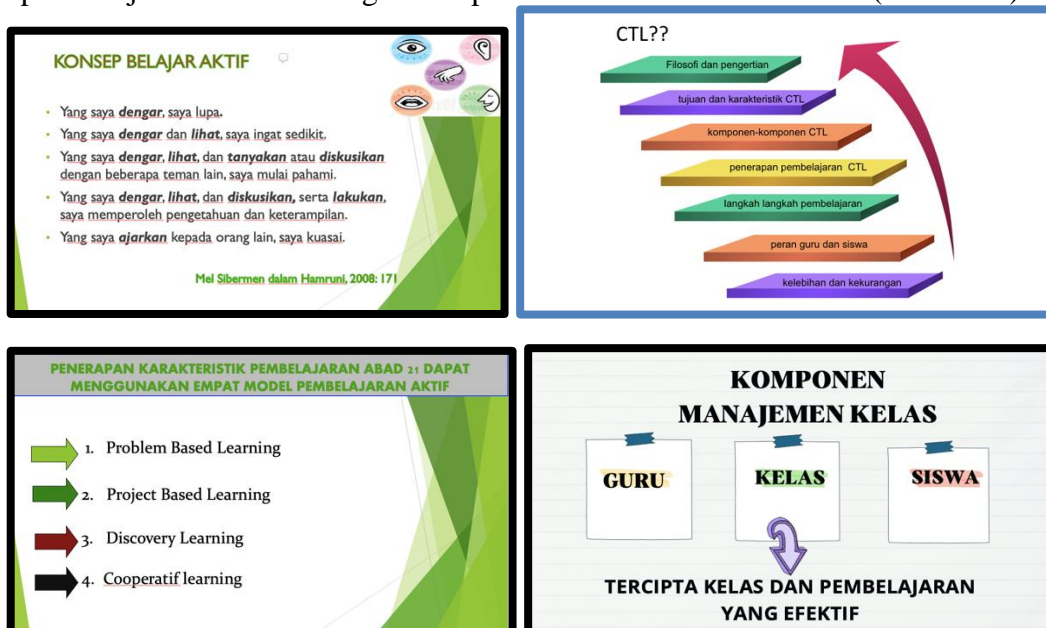 KONSEP BELAJAR AKTIF
Yang saya dengar, saya lupa.
Yang saya dengar dan lihat, saya ingat sedikit.
Yang saya dengar, lihat, dan tanyakan atau diskusikan
dengan beberapa teman lain, saya mulai pahami.
Yang saya dengar, lihat, dan diskusikan, serta lakukan,
saya memperoleh pengetahuan dan keterampilan.
Yang saya ajarkan kepada orang lain, saya kuasai.
Mel Sibermen dalam Hamruni, 2008: 171
CTL??
Filosofi dan pengertian
tujuan dan karakteristik CTL
komponen-komponen CTL
penerapan pembelajaran CTL
langkah langkah pembelajaran
peran guru dan siswa
kelebihan dan kekurangan
PENERAPAN KARAKTERISTIK PEMBELAJARAN ABAD 21 DAPAT
MENGGUNAKAN EMPAT MODEL PEMBELAJARAN AKTIF
1. Problem Based Learning
2. Project Based Learning
3. Discovery Learning
4. Cooperatif learning
KOMPONEN
MANAJEMEN KELAS
GURU
KELAS
SISWA
TERCIPTA KELAS DAN PEMBELAJARAN
YANG EFEKTIF